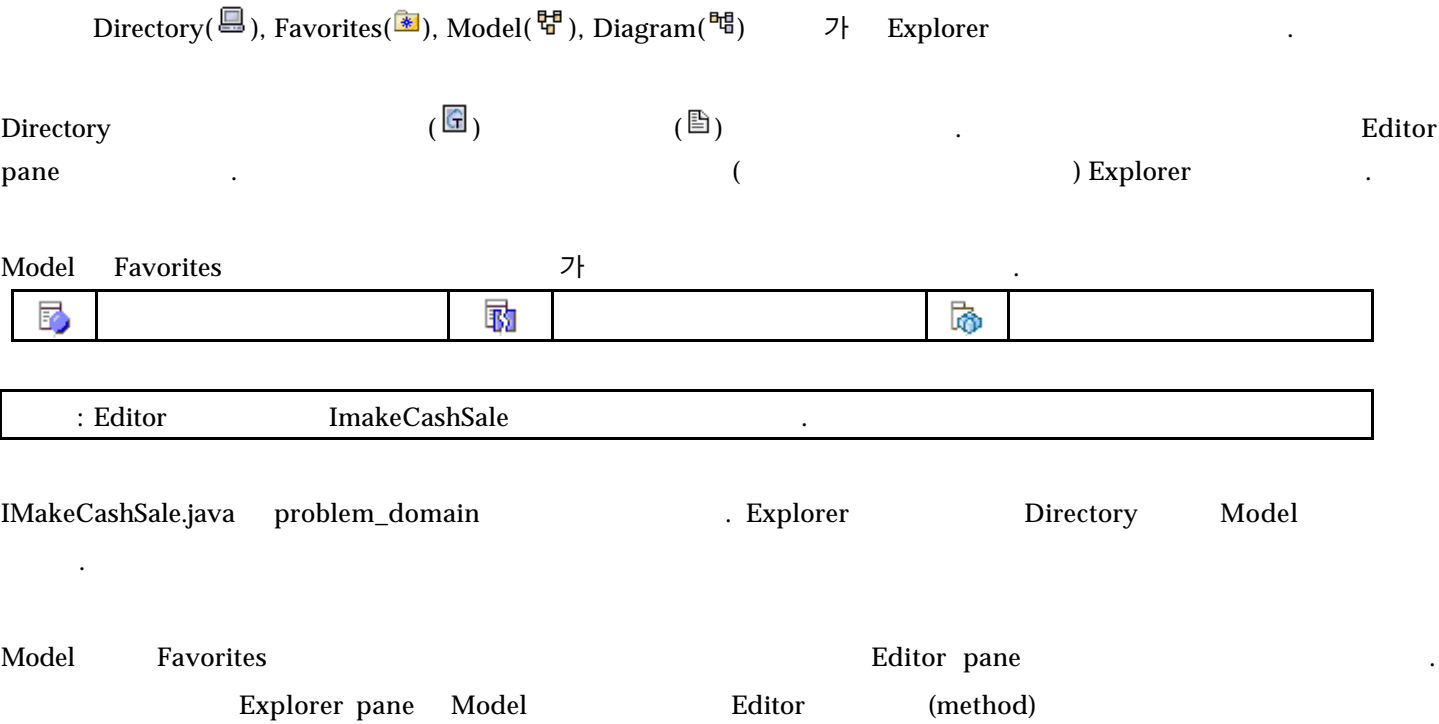 Directory( ), Favorites( ), Model( ), Diagram( ) 가 Explorer .
Directory ( ) ( ) . Editor
pane . ( ) Explorer .
Model Favorites 가 .
: Editor ImakeCashSale .
IMakeCashSale.java problem_domain . Explorer Directory Model
.
Model Favorites Editor pane .
Explorer pane Model Editor (method)